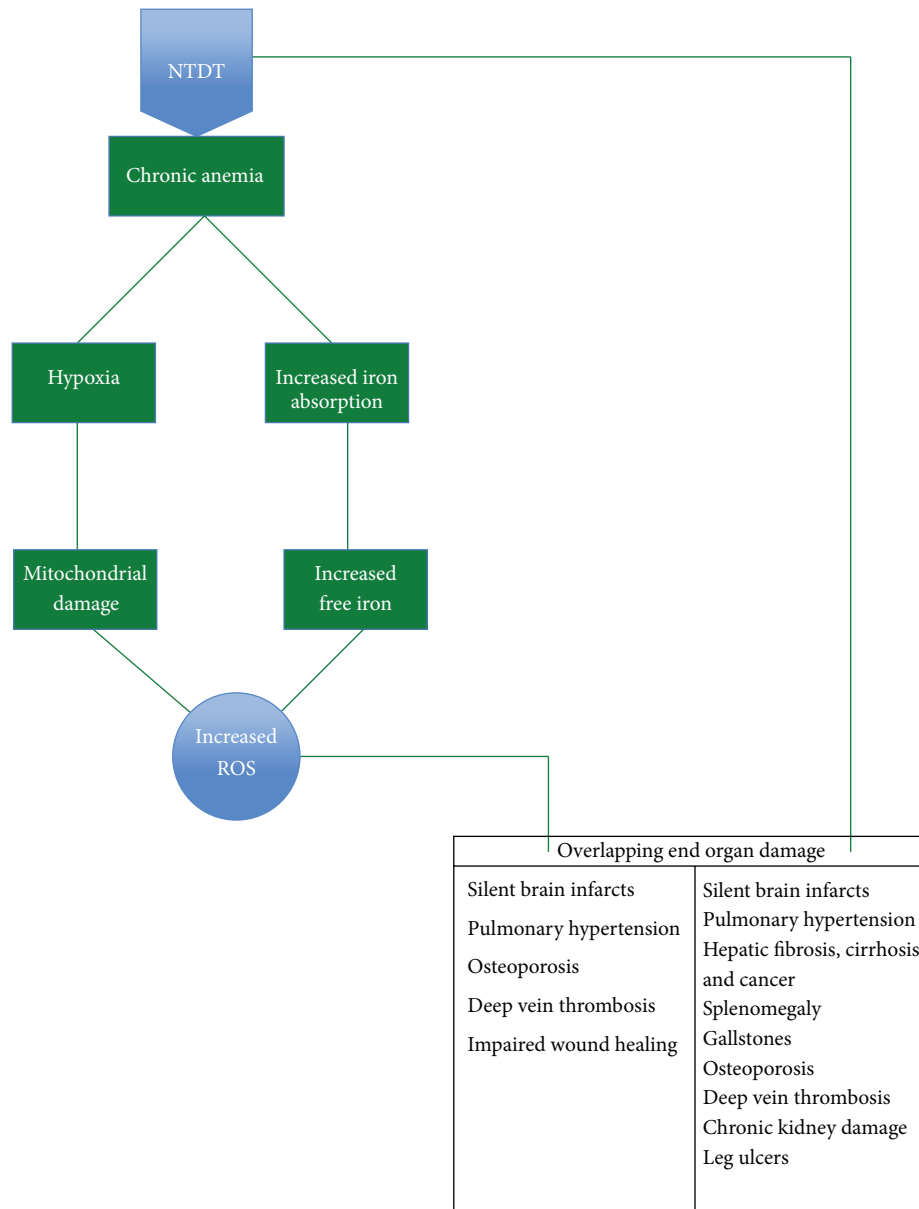 NTDT
Chronic anemia
Hypoxia
Increased iron
absorption
Mitochondrial
damage
Increased
free iron
Increased
ROS
Overlapping end organ damage
Silent brain infarcts
Pulmonary hypertension
Osteoporosis
Deep vein thrombosis
Impaired wound healing
Silent brain infarcts
Pulmonary hypertension
Hepatic fibrosis, cirrhosis
and cancer
Splenomegaly
Gallstones
Osteoporosis
Deep vein thrombosis
Chronic kidney damage
Leg ulcers